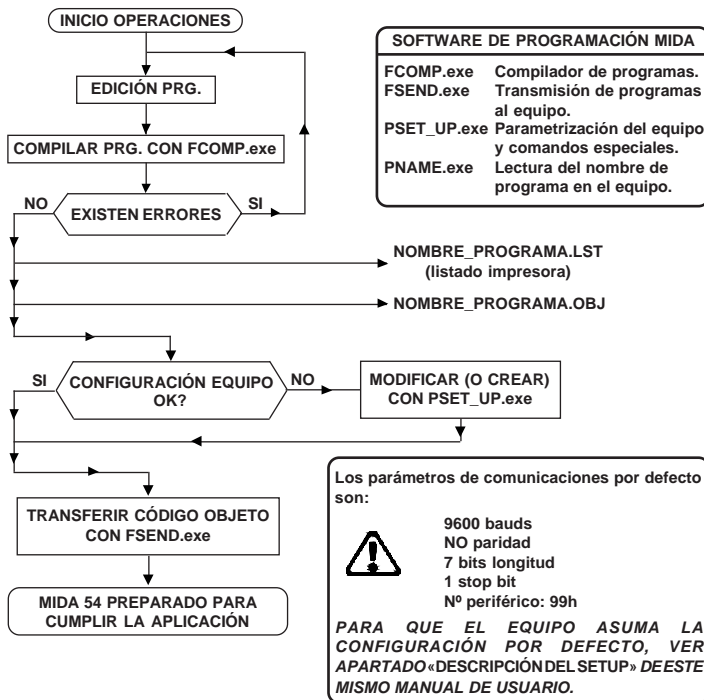 INICIO OPERACIONES
EDICIÓN PRG.
COMPILAR PRG. CON FCOMP.exe
NO
EXISTEN ERRORES
SI
NOMBRE_PROGRAMA.LST
(listado impresora)
NOMBRE_PROGRAMA.OBJ
SI
CONFIGURACIÓN EQUIPO
OK?
NO
MODIFICAR (O CREAR)
CON PSET_UP.exe
TRANSFERIR CÓDIGO OBJETO
CON FSEND.exe
MIDA 54 PREPARADO PARA
CUMPLIR LA APLICACIÓN
SOFTWARE DE PROGRAMACIÓN MIDA
FCOMP.exe Compilador de programas.
FSEND.exe Transmisión de programas
al equipo.
PSET_UP.exe Parametrización del equipo
y comandos especiales.
PNAME.exe Lectura del nombre de
programa en el equipo.
Los parámetros de comunicaciones por defecto
son:
9600 bauds
NO paridad
7 bits longitud
1 stop bit
Nº periférico: 99h
PARA QUE EL EQUIPO ASUMA LA
CONFIGURACIÓN POR DEFECTO, VER
APARTADO «DESCRIPCIÓN DEL SETUP» DE ESTE
MISMO MANUAL DE USUARIO.